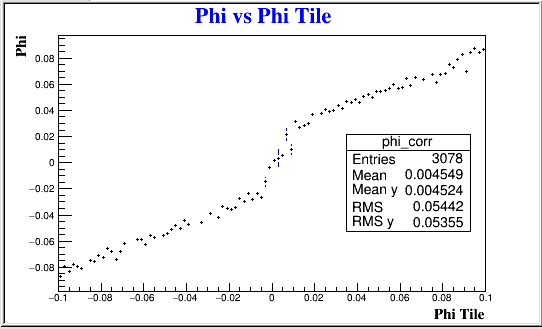 Phi vs Phi Tile
Phi
0.08
0.06
0.04
0.02
0
−0.02
−0.04
−0.06
−0.08
phi_corr
Entries 3078
Mean 0.004549
Mean y 0.004524
RMS 0.05442
RMS y 0.05355
−0.1 −0.08 −0.06 −0.04 −0.02 0 0.02 0.04 0.06 0.08 0.1
Phi Tile